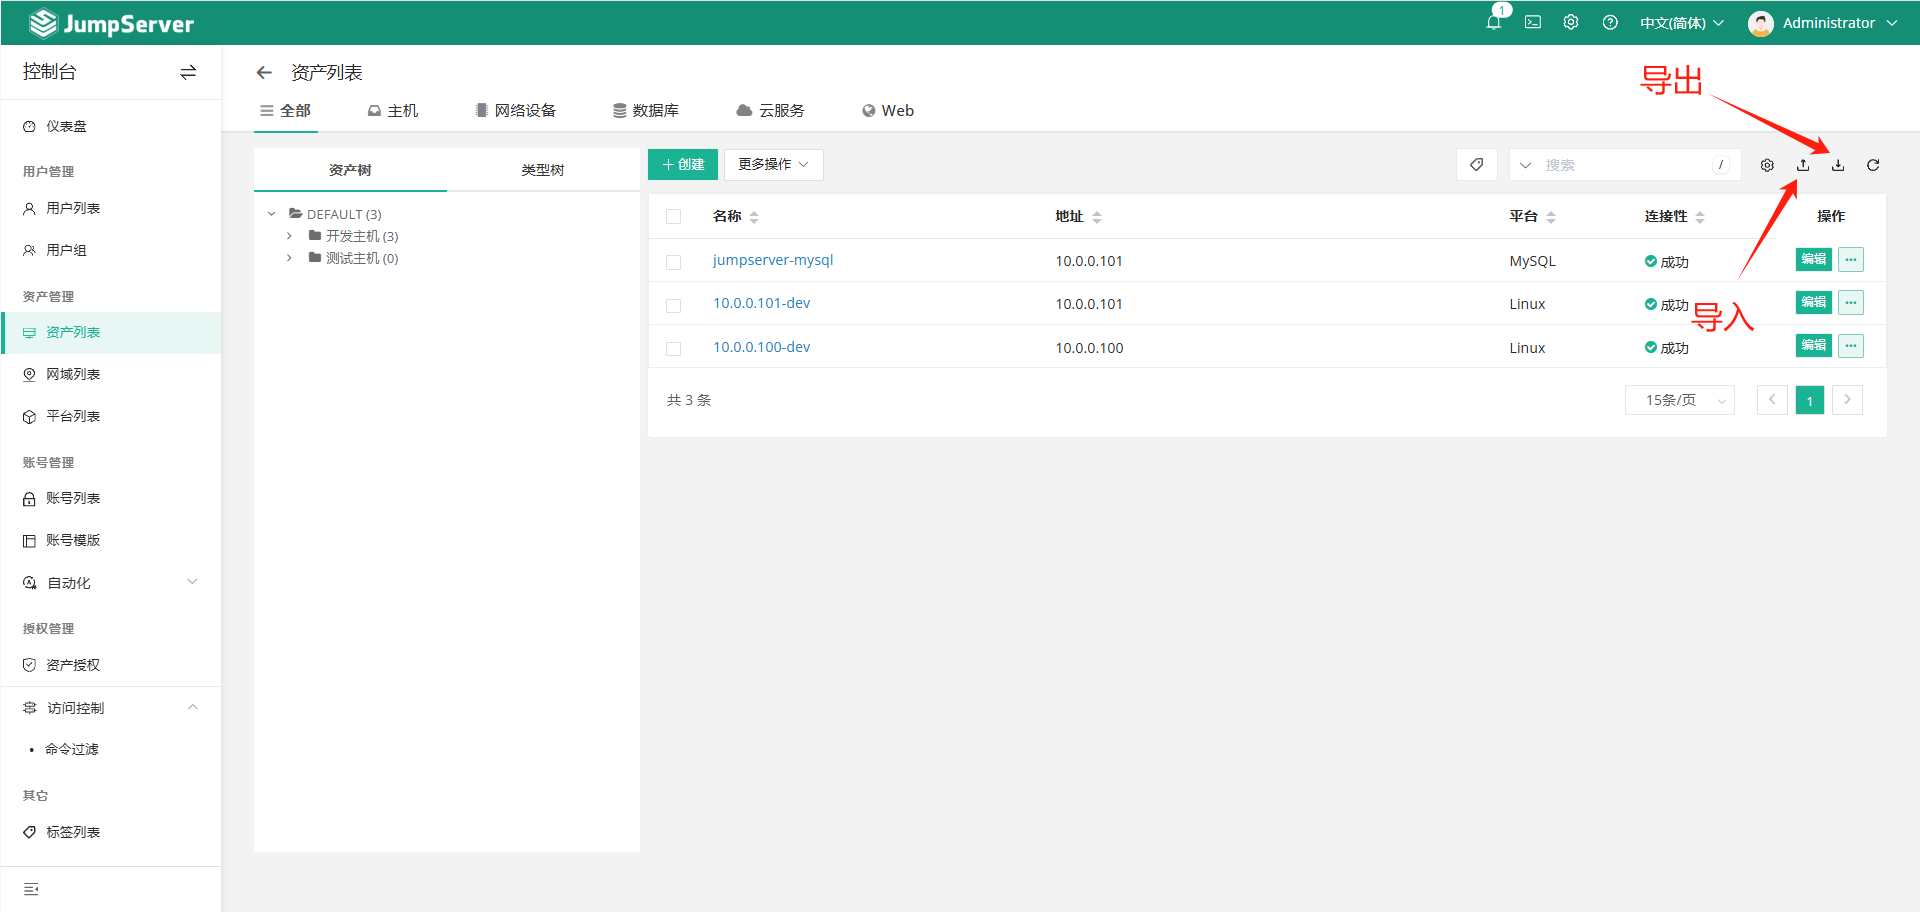 JumpServer
1
中文(简体)
Administrator
控制台
仪表盘
用户管理
用户列表
用户组
资产管理
资产列表
网域列表
平台列表
账号管理
账号列表
账号模版
自动化
授权管理
资产授权
访问控制
命令过滤
其它
标签列表
资产列表
全部 主机 网络设备 数据库 云服务 Web
资产树 类型树
DEFAULT (3)
开发主机 (3)
测试主机 (0)
导出
创建 更多操作 搜索 /
名称 地址 平台 连接性 操作
jumpserver-mysql 10.0.0.101 MySQL 成功 编辑 ···
10.0.0.101-dev 10.0.0.101 Linux 成功 编辑 ···
导入
10.0.0.100-dev 10.0.0.100 Linux 成功 编辑 ···
共 3 条 15条/页 1